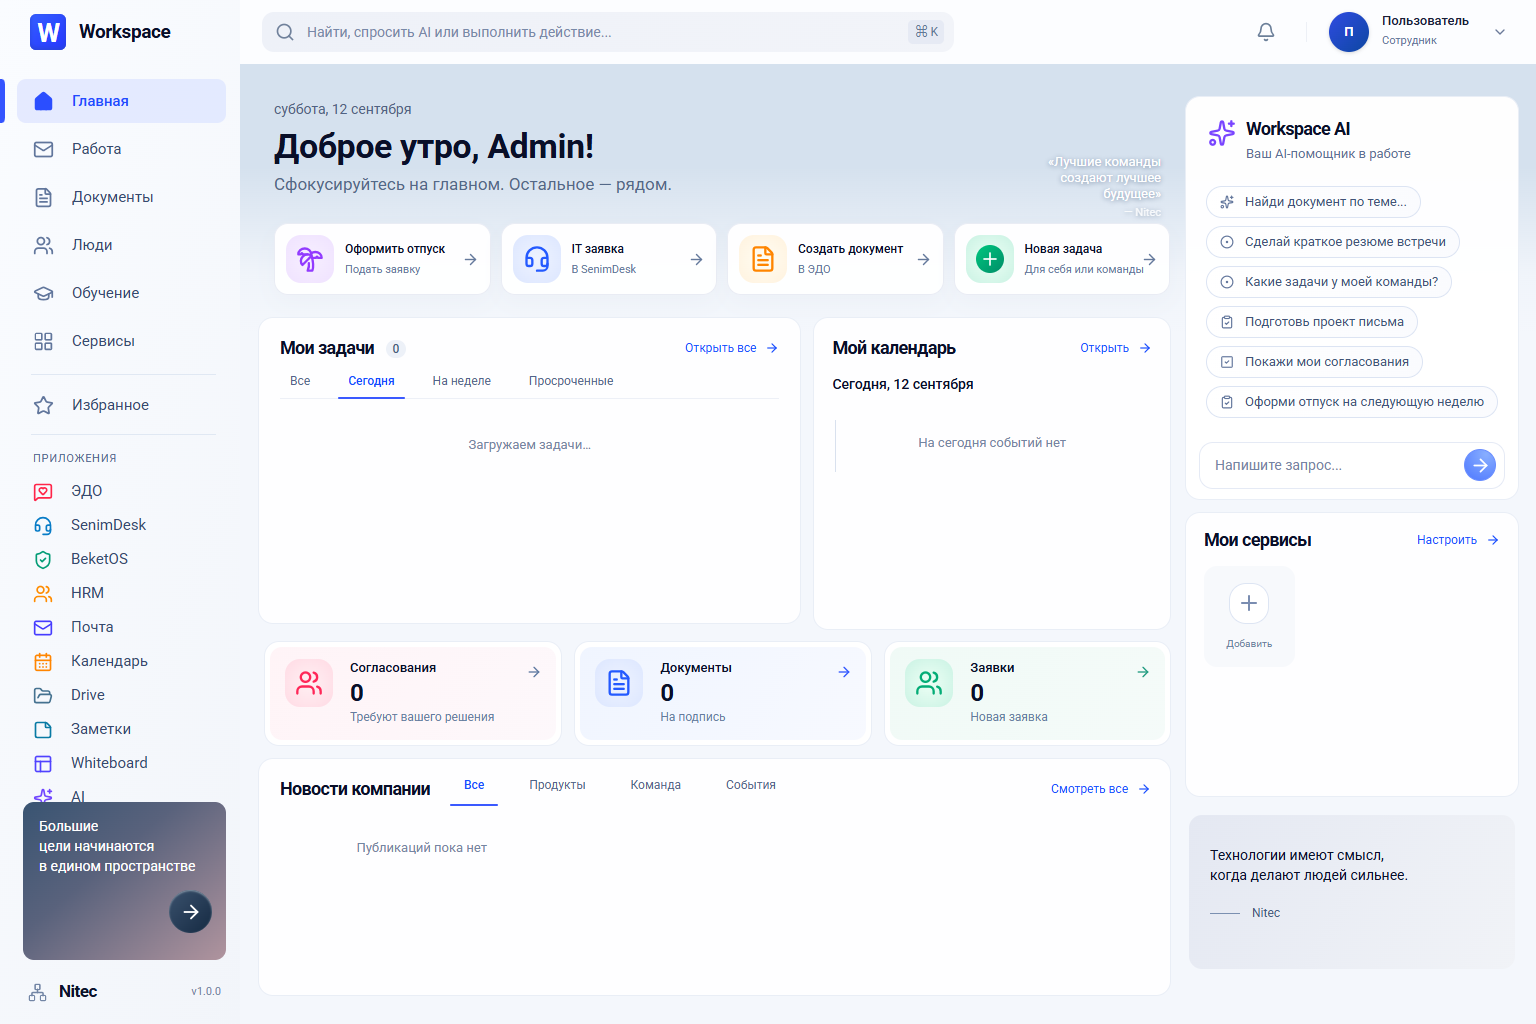 W Workspace
Найти, спросить AI или выполнить действие...
⌘ K
П
Пользователь
Сотрудник
Главная
Работа
Документы
Люди
Обучение
Сервисы
Избранное
ПРИЛОЖЕНИЯ
ЭДО
SenimDesk
BeketOS
HRM
Почта
Календарь
Drive
Заметки
Whiteboard
AI
Большие
цели начинаются
в едином пространстве
Nitec
v1.0.0
суббота, 12 сентября
Доброе утро, Admin!
Сфокусируйтесь на главном. Остальное — рядом.
«Лучшие команды
создают лучшее
будущее»
— Nitec
Оформить отпуск
Подать заявку
IT заявка
В SenimDesk
Создать документ
В ЭДО
Новая задача
Для себя или команды
Мои задачи 0
Открыть все
Все
Сегодня
На неделе
Просроченные
Загружаем задачи…
Мой календарь
Открыть
Сегодня, 12 сентября
На сегодня событий нет
Согласования
0
Требуют вашего решения
Документы
0
На подпись
Заявки
0
Новая заявка
Новости компании
Все
Продукты
Команда
События
Смотреть все
Публикаций пока нет
Workspace AI
Ваш AI-помощник в работе
Найди документ по теме...
Сделай краткое резюме встречи
Какие задачи у моей команды?
Подготовь проект письма
Покажи мои согласования
Оформи отпуск на следующую неделю
Напишите запрос...
Мои сервисы
Настроить
Добавить
Технологии имеют смысл,
когда делают людей сильнее.
Nitec